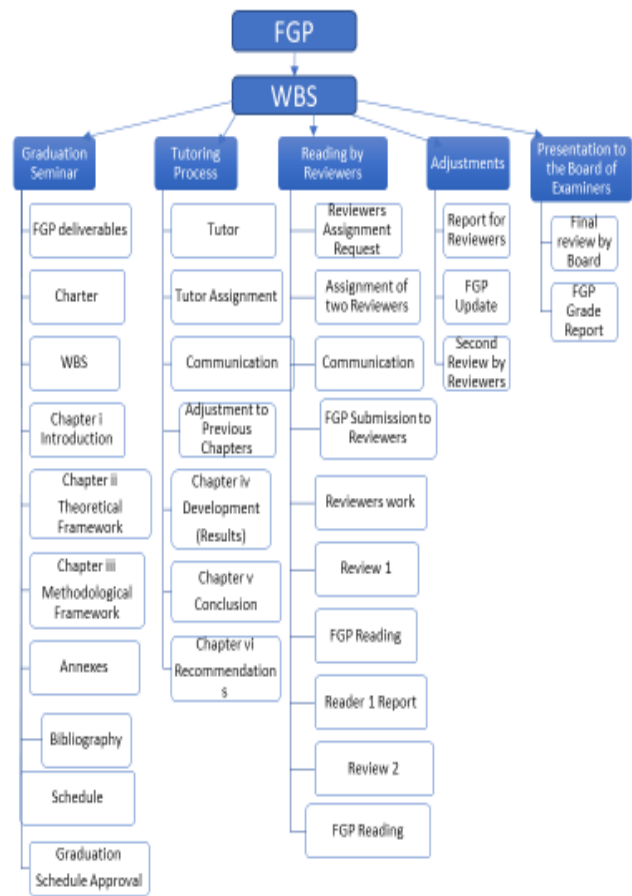 FGP
WBS
Graduation
Seminar
FGP deliverables
Charter
WBS
Chapter i
Introduction
Chapter ii
Theoretical
Framework
Chapter iii
Methodological
Framework
Annexes
Bibliography
Schedule
Graduation
Schedule Approval
Tutoring
Process
Tutor
Tutor Assignment
Communication
Adjustment to
Previous
Chapters
Chapter iv
Development
(Results)
Chapter v
Conclusion
Chapter vi
Recommendation
s
Reading by
Reviewers
Reviewers
Assignment
Request
Assignment of
two Reviewers
Communication
FGP Submission to
Reviewers
Reviewers work
Review 1
FGP Reading
Reader 1 Report
Review 2
FGP Reading
Adjustments
Report for
Reviewers
FGP
Update
Second
Review by
Reviewers
Presentation to
the Board of
Examiners
Final
review by
Board
FGP
Grade
Report